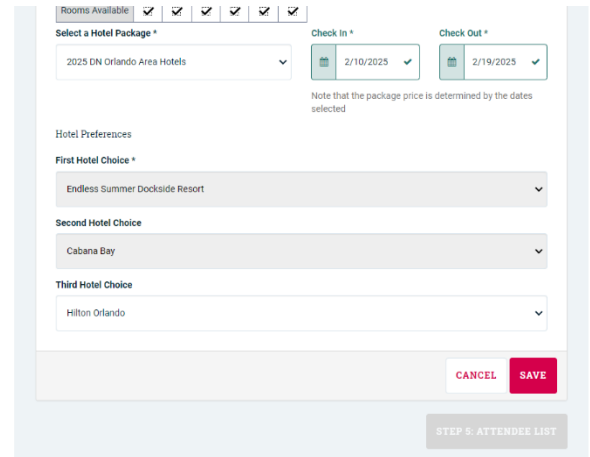 Rooms Available
Select a Hotel Package *
Check In *
Check Out *
2025 DN Orlando Area Hotels
2/10/2025
2/19/2025
Note that the package price is determined by the dates
selected
Hotel Preferences
First Hotel Choice *
Endless Summer Dockside Resort
Second Hotel Choice
Cabana Bay
Third Hotel Choice
Hilton Orlando
CANCEL
SAVE
STEP 5: ATTENDEE LIST